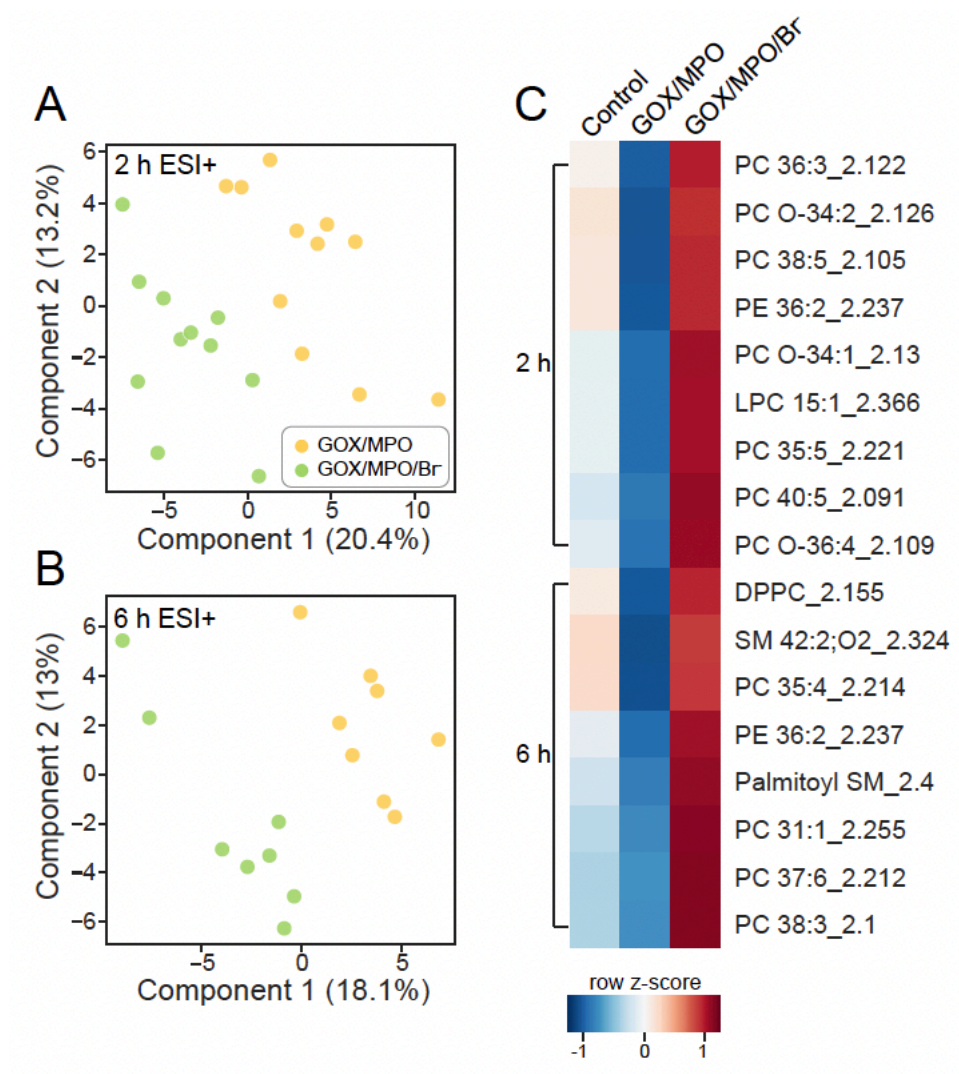 A
2 h ESI+
6
4
2
0
−2
−4
−6
Component 2 (13.2%)
GOX/MPO
GOX/MPO/Br
−5
0
5
10
Component 1 (20.4%)
B
6 h ESI+
6
4
2
0
−2
−4
−6
Component 2 (13%)
−5
0
5
Component 1 (18.1%)
C
Control
GOX/MPO
GOX/MPO/Br
2 h
PC 36:3_2.122
PC O-34:2_2.126
PC 38:5_2.105
PE 36:2_2.237
PC O-34:1_2.13
LPC 15:1_2.366
PC 35:5_2.221
PC 40:5_2.091
PC O-36:4_2.109
6 h
DPPC_2.155
SM 42:2;O2_2.324
PC 35:4_2.214
PE 36:2_2.237
Palmitoyl SM_2.4
PC 31:1_2.255
PC 37:6_2.212
PC 38:3_2.1
row z-score
-1
0
1